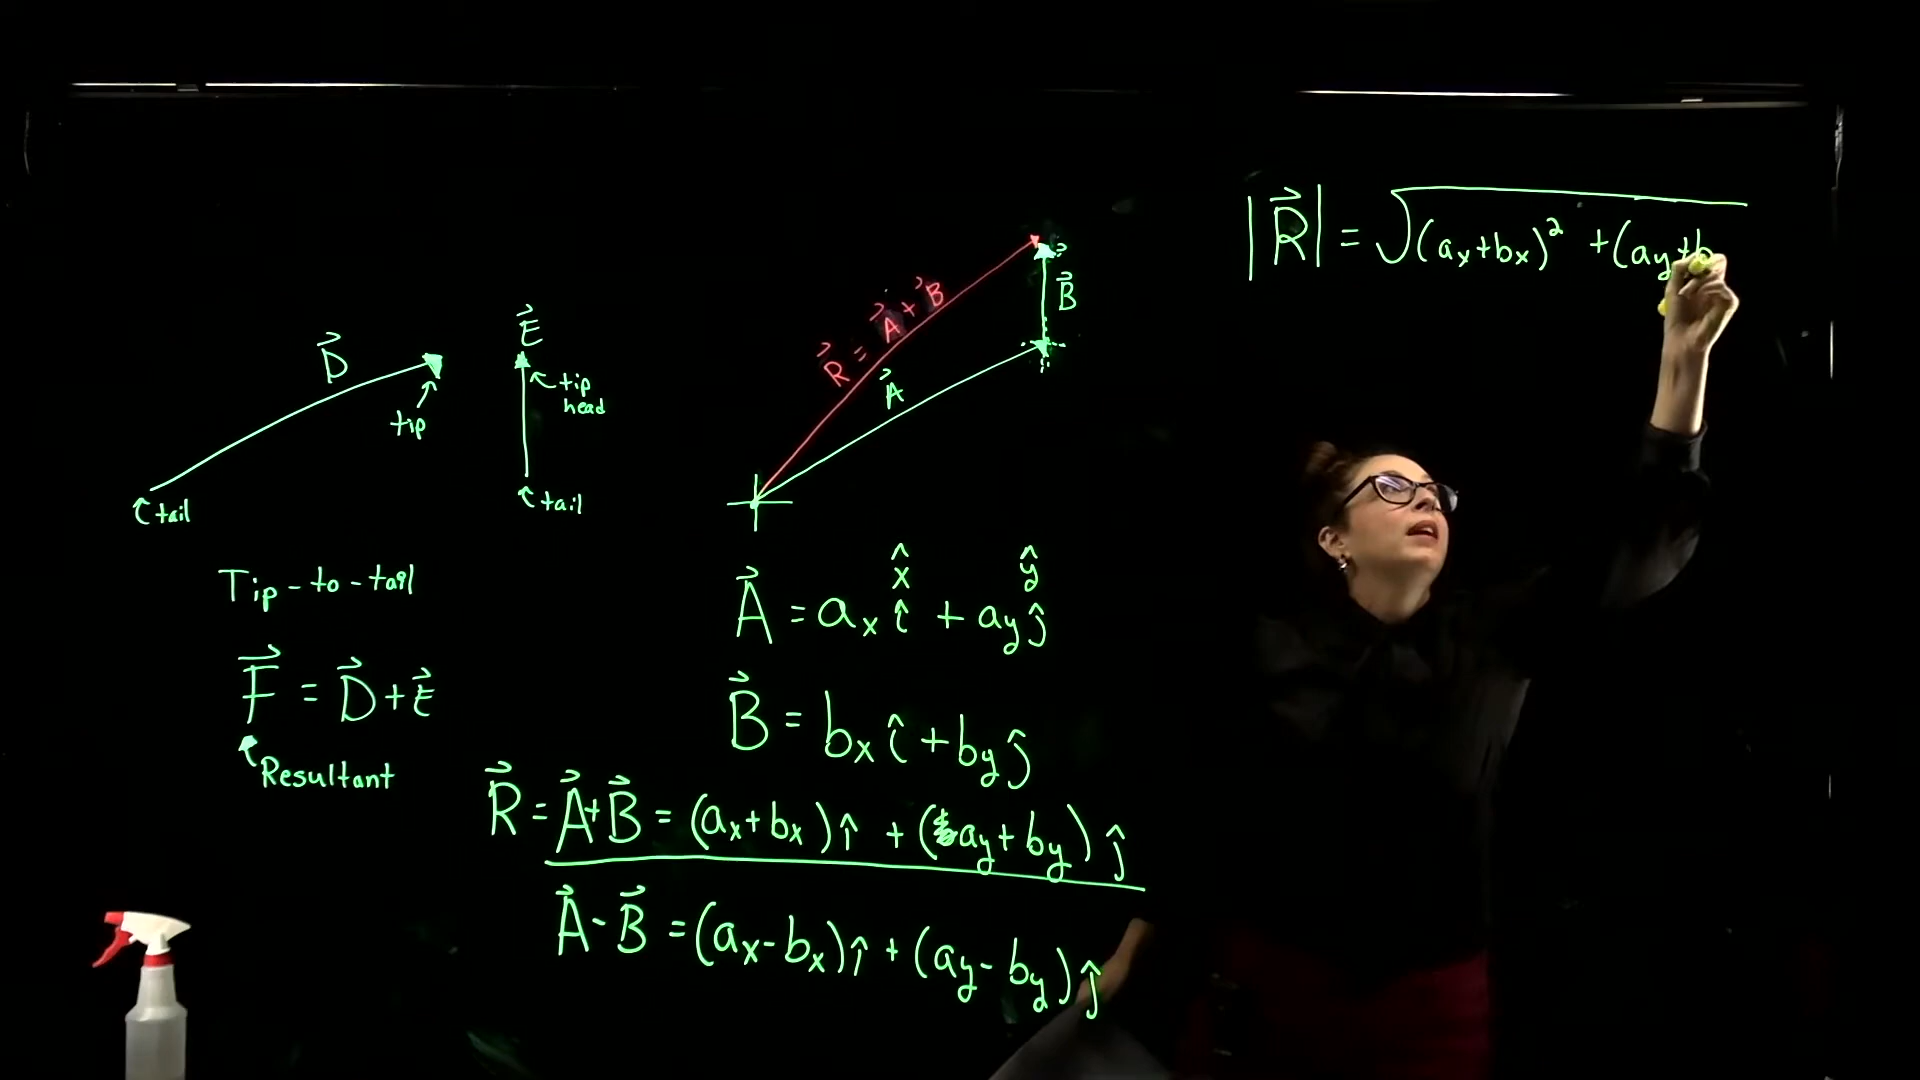 |R⃗| = √(aₓ+bₓ)² + (a_y+b
D⃗
tip
tail
E⃗
tip
head
tail
R⃗ = A⃗ + B⃗
A⃗
B⃗
Tip-to-tail
F⃗ = D⃗ + E⃗
Resultant
x̂ ŷ
A⃗ = aₓ î + a_y ĵ
B⃗ = bₓ î + b_y ĵ
R⃗ = A⃗+B⃗ = (aₓ+bₓ) î + (a_y+b_y) ĵ
A⃗-B⃗ = (aₓ-bₓ) î + (a_y-b_y) ĵ